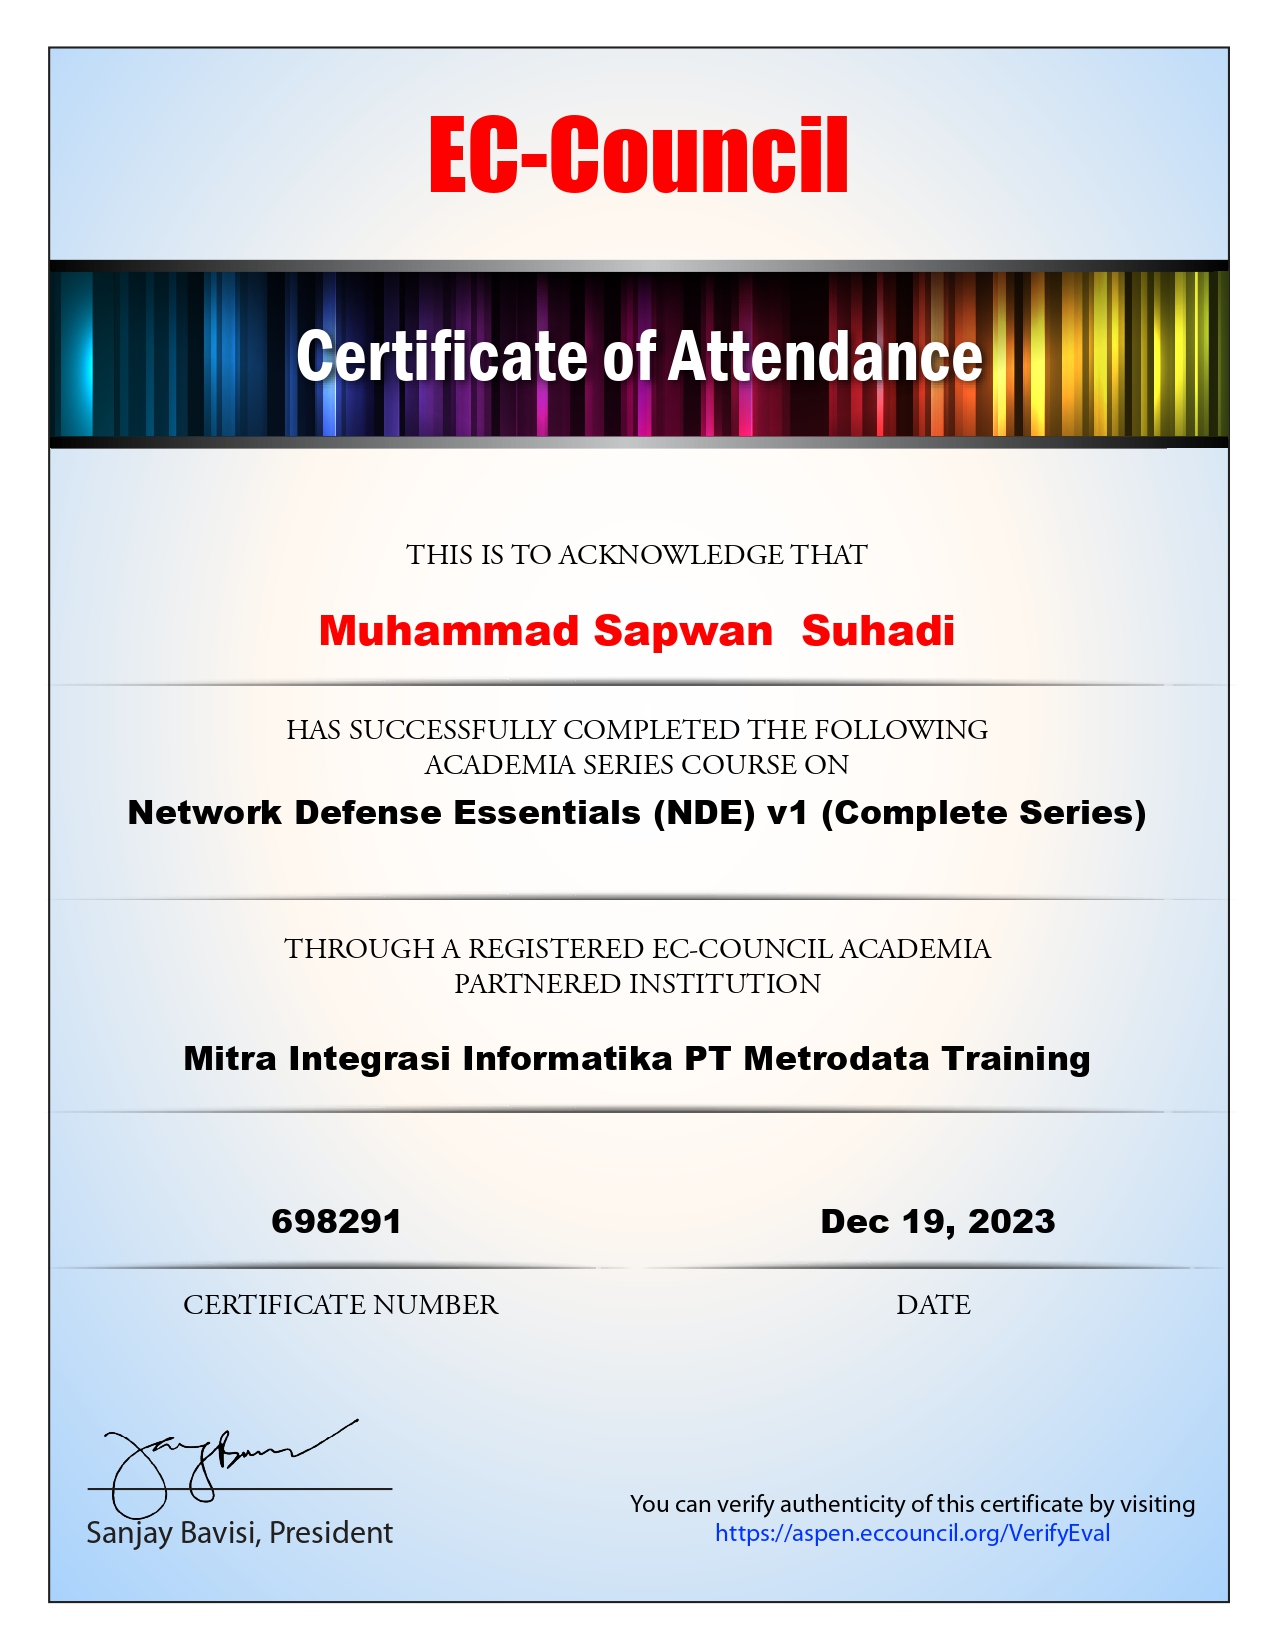 EC-Council
Certificate of Attendance
THIS IS TO ACKNOWLEDGE THAT
Muhammad Sapwan  Suhadi
HAS SUCCESSFULLY COMPLETED THE FOLLOWING
ACADEMIA SERIES COURSE ON
Network Defense Essentials (NDE) v1 (Complete Series)
THROUGH A REGISTERED EC-COUNCIL ACADEMIA
PARTNERED INSTITUTION
Mitra Integrasi Informatika PT Metrodata Training
698291
CERTIFICATE NUMBER
Dec 19, 2023
DATE
Sanjay Bavisi, President
You can verify authenticity of this certificate by visiting
https://aspen.eccouncil.org/VerifyEval